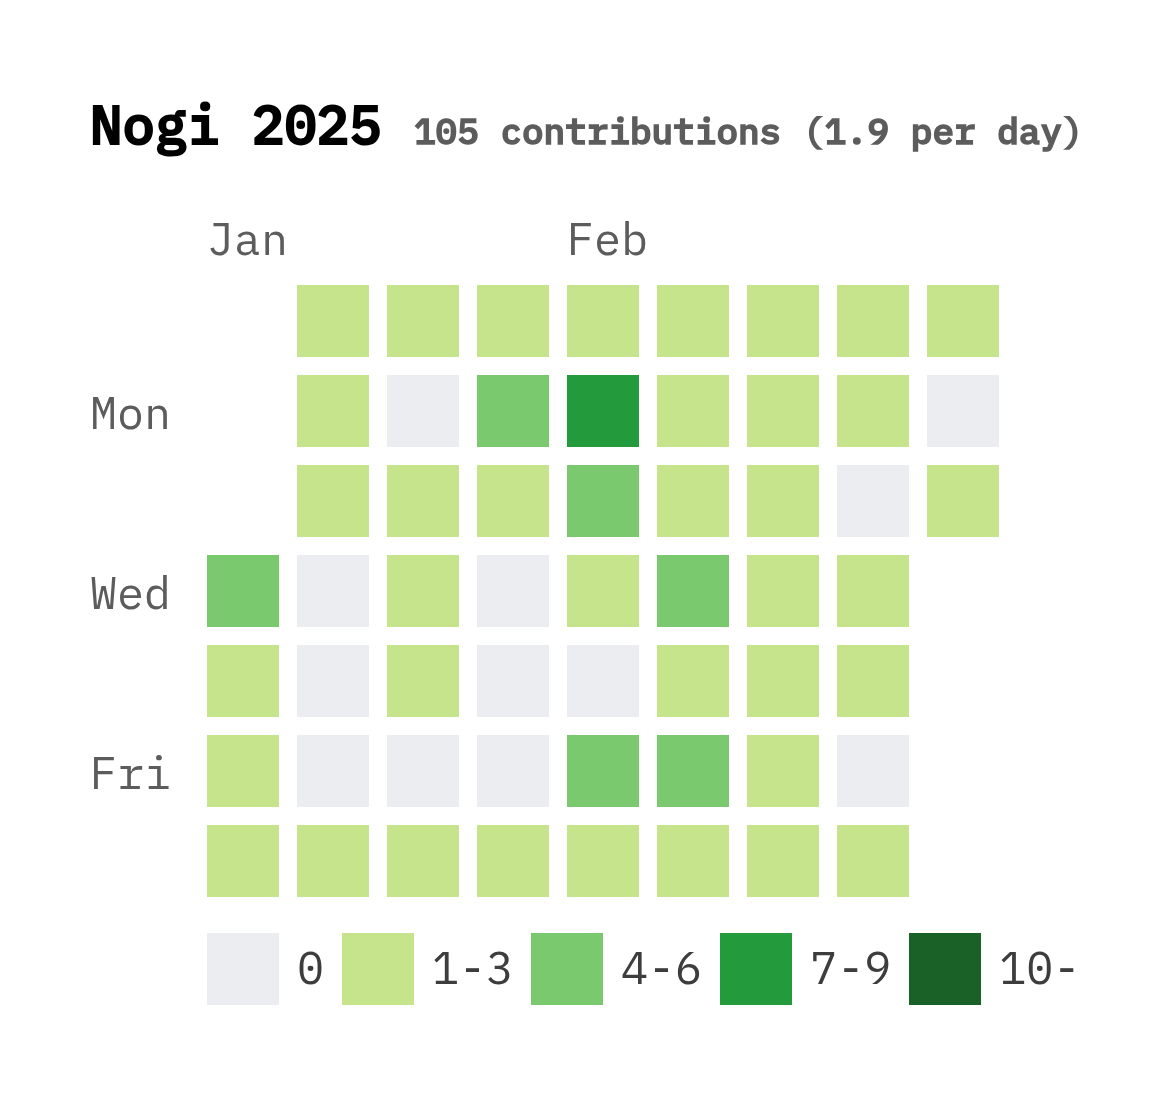 Nogi 2025 105 contributions (1.9 per day)
Jan Feb
Mon
Wed
Fri
0 1-3 4-6 7-9 10-